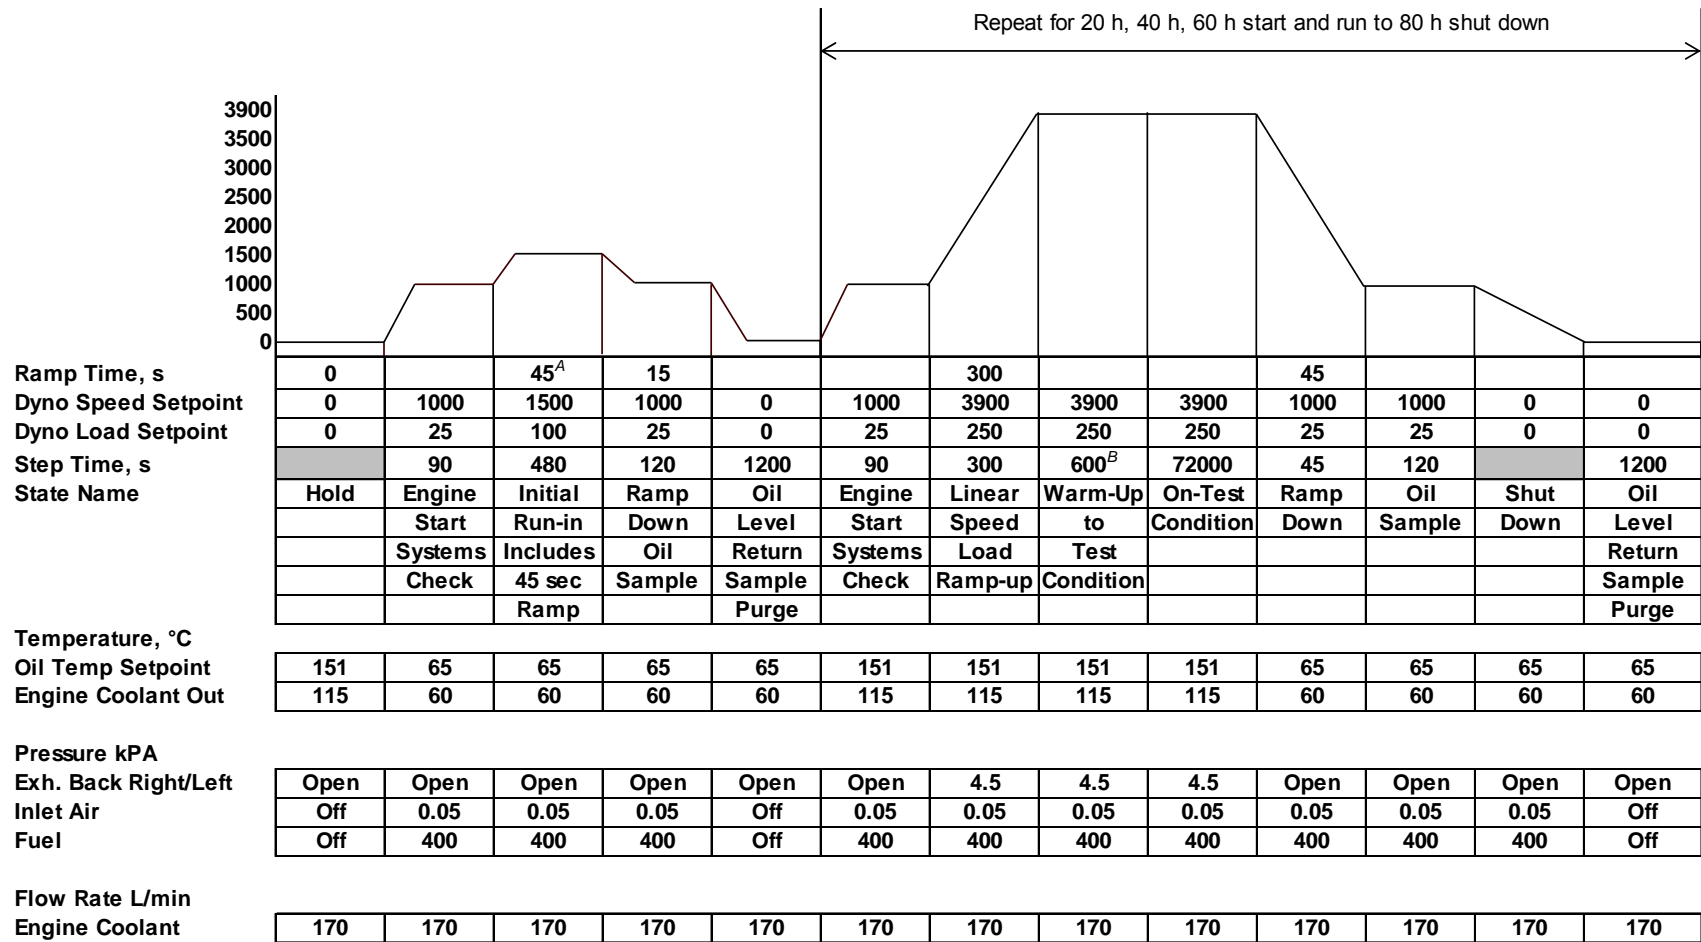 Repeat for 20 h, 40 h, 60 h start and run to 80 h shut down
3900
3500
3000
2500
2000
1500
1000
500
0
Ramp Time, s 0 45A 15 300 45
Dyno Speed Setpoint 0 1000 1500 1000 0 1000 3900 3900 3900 1000 1000 0 0
Dyno Load Setpoint 0 25 100 25 0 25 250 250 250 25 25 0 0
Step Time, s 90 480 120 1200 90 300 600B 72000 45 120 1200
State Name Hold Engine Initial Ramp Oil Engine Linear Warm-Up On-Test Ramp Oil Shut Oil
Start Run-in Down Level Start Speed to Condition Down Sample Down Level
Systems Includes Oil Return Systems Load Test Return
Check 45 sec Sample Sample Check Ramp-up Condition Sample
Ramp Purge Purge
Temperature, °C
Oil Temp Setpoint 151 65 65 65 65 151 151 151 151 65 65 65 65
Engine Coolant Out 115 60 60 60 60 115 115 115 115 60 60 60 60
Pressure kPA
Exh. Back Right/Left Open Open Open Open Open Open 4.5 4.5 4.5 Open Open Open Open
Inlet Air Off 0.05 0.05 0.05 Off 0.05 0.05 0.05 0.05 0.05 0.05 0.05 Off
Fuel Off 400 400 400 Off 400 400 400 400 400 400 400 Off
Flow Rate L/min
Engine Coolant 170 170 170 170 170 170 170 170 170 170 170 170 170